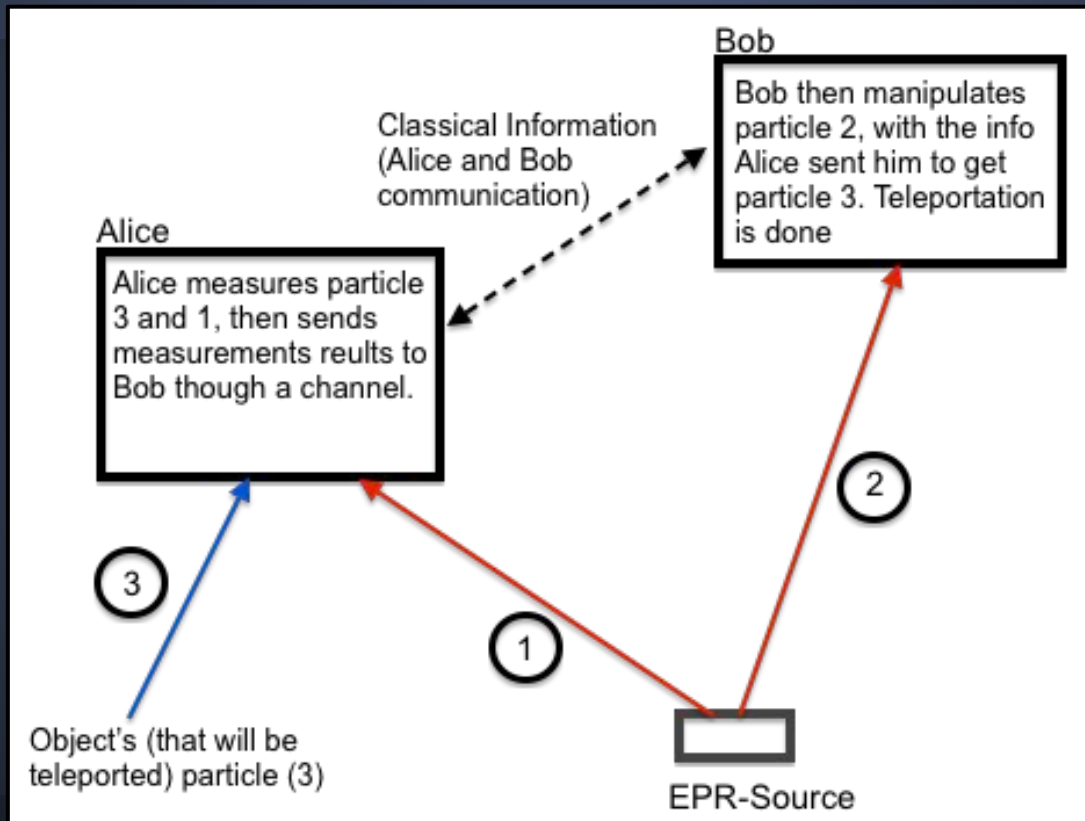 Bob
Bob then manipulates
particle 2, with the info
Alice sent him to get
particle 3. Teleportation
is done
Classical Information
(Alice and Bob
communication)
Alice
Alice measures particle
3 and 1, then sends
measurements reults to
Bob though a channel.
2
3
1
Object's (that will be
teleported) particle (3)
EPR-Source